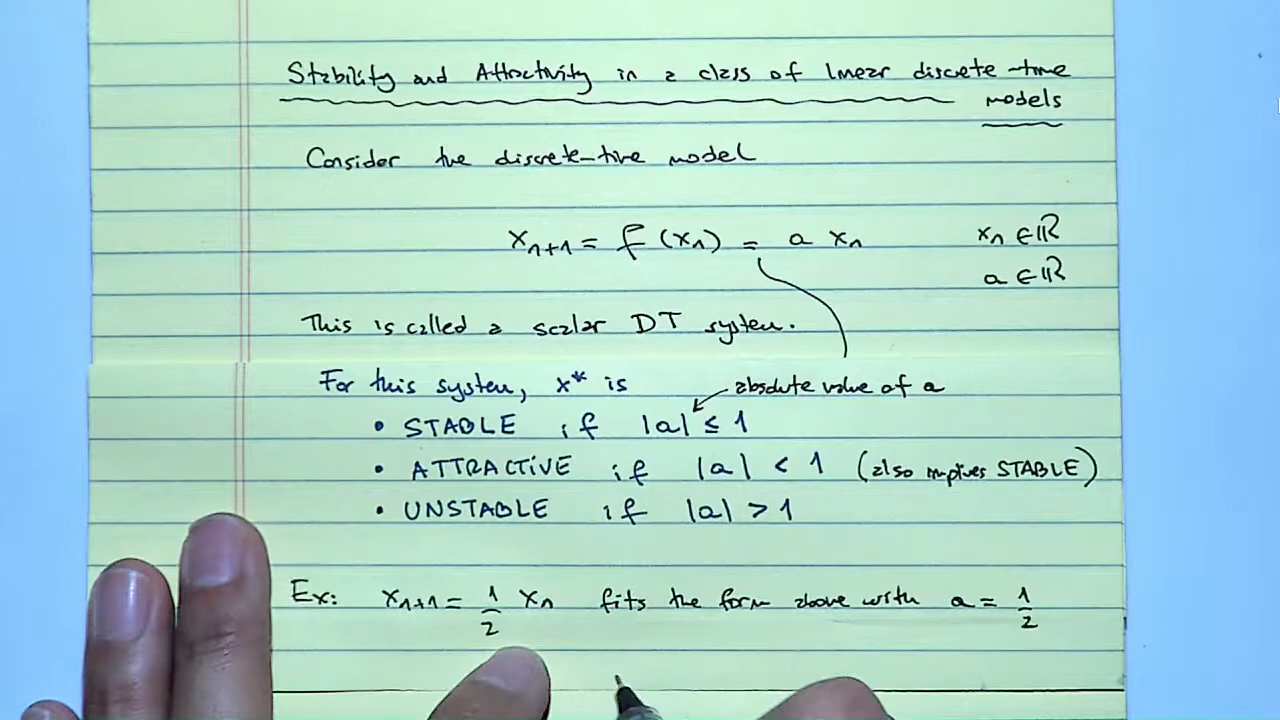 Stability and Attractivity in a class of linear discrete-time
models
Consider the discrete-time model
xₙ₊₁ = f(xₙ) = a xₙ xₙ ∈ ℝ
a ∈ ℝ
This is called a scalar DT system.
For this system, x* is
absolute value of a
• STABLE if |a| ≤ 1
• ATTRACTIVE if |a| < 1 (also implies STABLE)
• UNSTABLE if |a| > 1
Ex: xₙ₊₁ = 1/2 xₙ fits the form above with a = 1/2